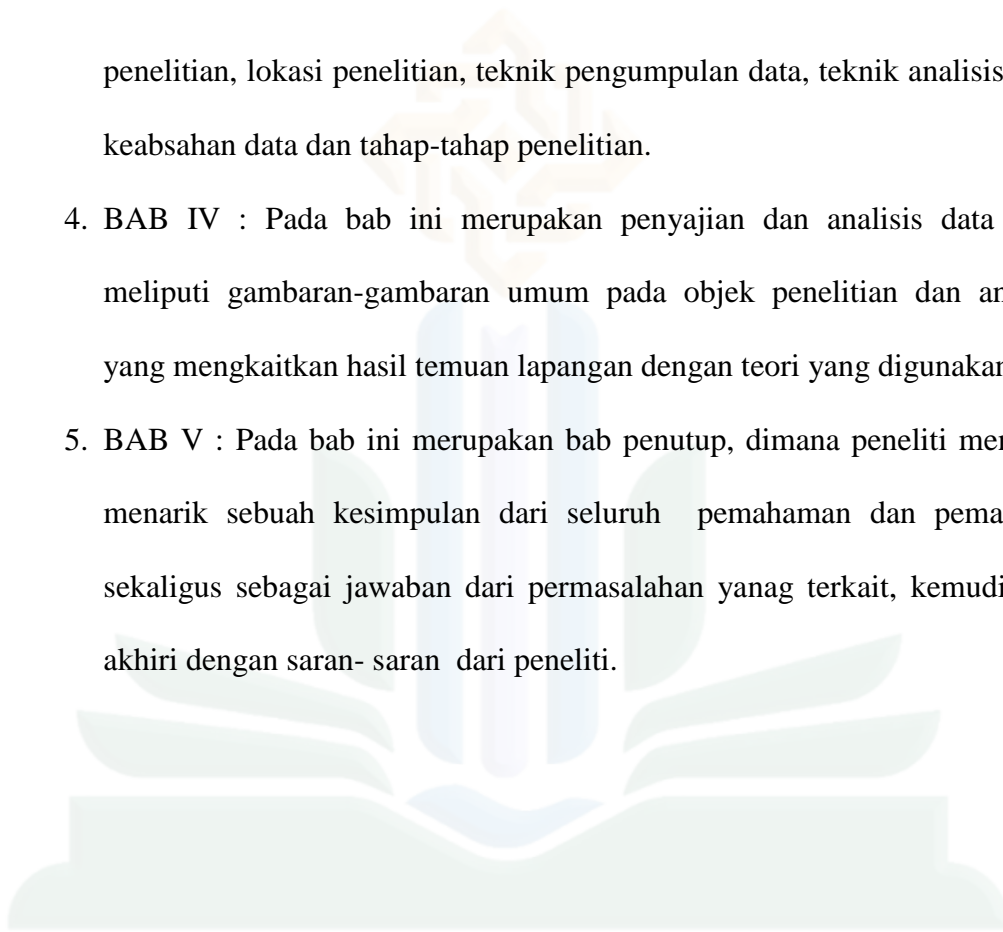 penelitian, lokasi penelitian, teknik pengumpulan data, teknik analisis
keabsahan data dan tahap-tahap penelitian.
4. BAB IV : Pada bab ini merupakan penyajian dan analisis data
meliputi gambaran-gambaran umum pada objek penelitian dan
yang mengkaitkan hasil temuan lapangan dengan teori yang digunakan
5. BAB V : Pada bab ini merupakan bab penutup, dimana peneliti
menarik sebuah kesimpulan dari seluruh pemahaman dan
sekaligus sebagai jawaban dari permasalahan yanag terkait,
akhiri dengan saran- saran dari peneliti.